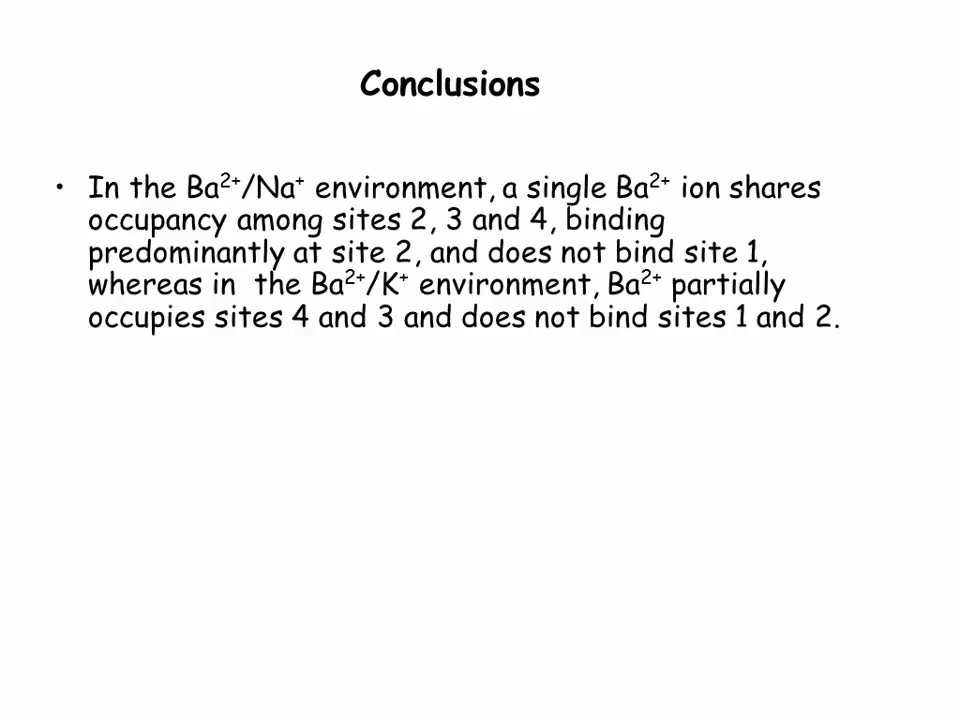 Conclusions
• In the Ba²⁺/Na⁺ environment, a single Ba²⁺ ion shares
occupancy among sites 2, 3 and 4, binding
predominantly at site 2, and does not bind site 1,
whereas in  the Ba²⁺/K⁺ environment, Ba²⁺ partially
occupies sites 4 and 3 and does not bind sites 1 and 2.